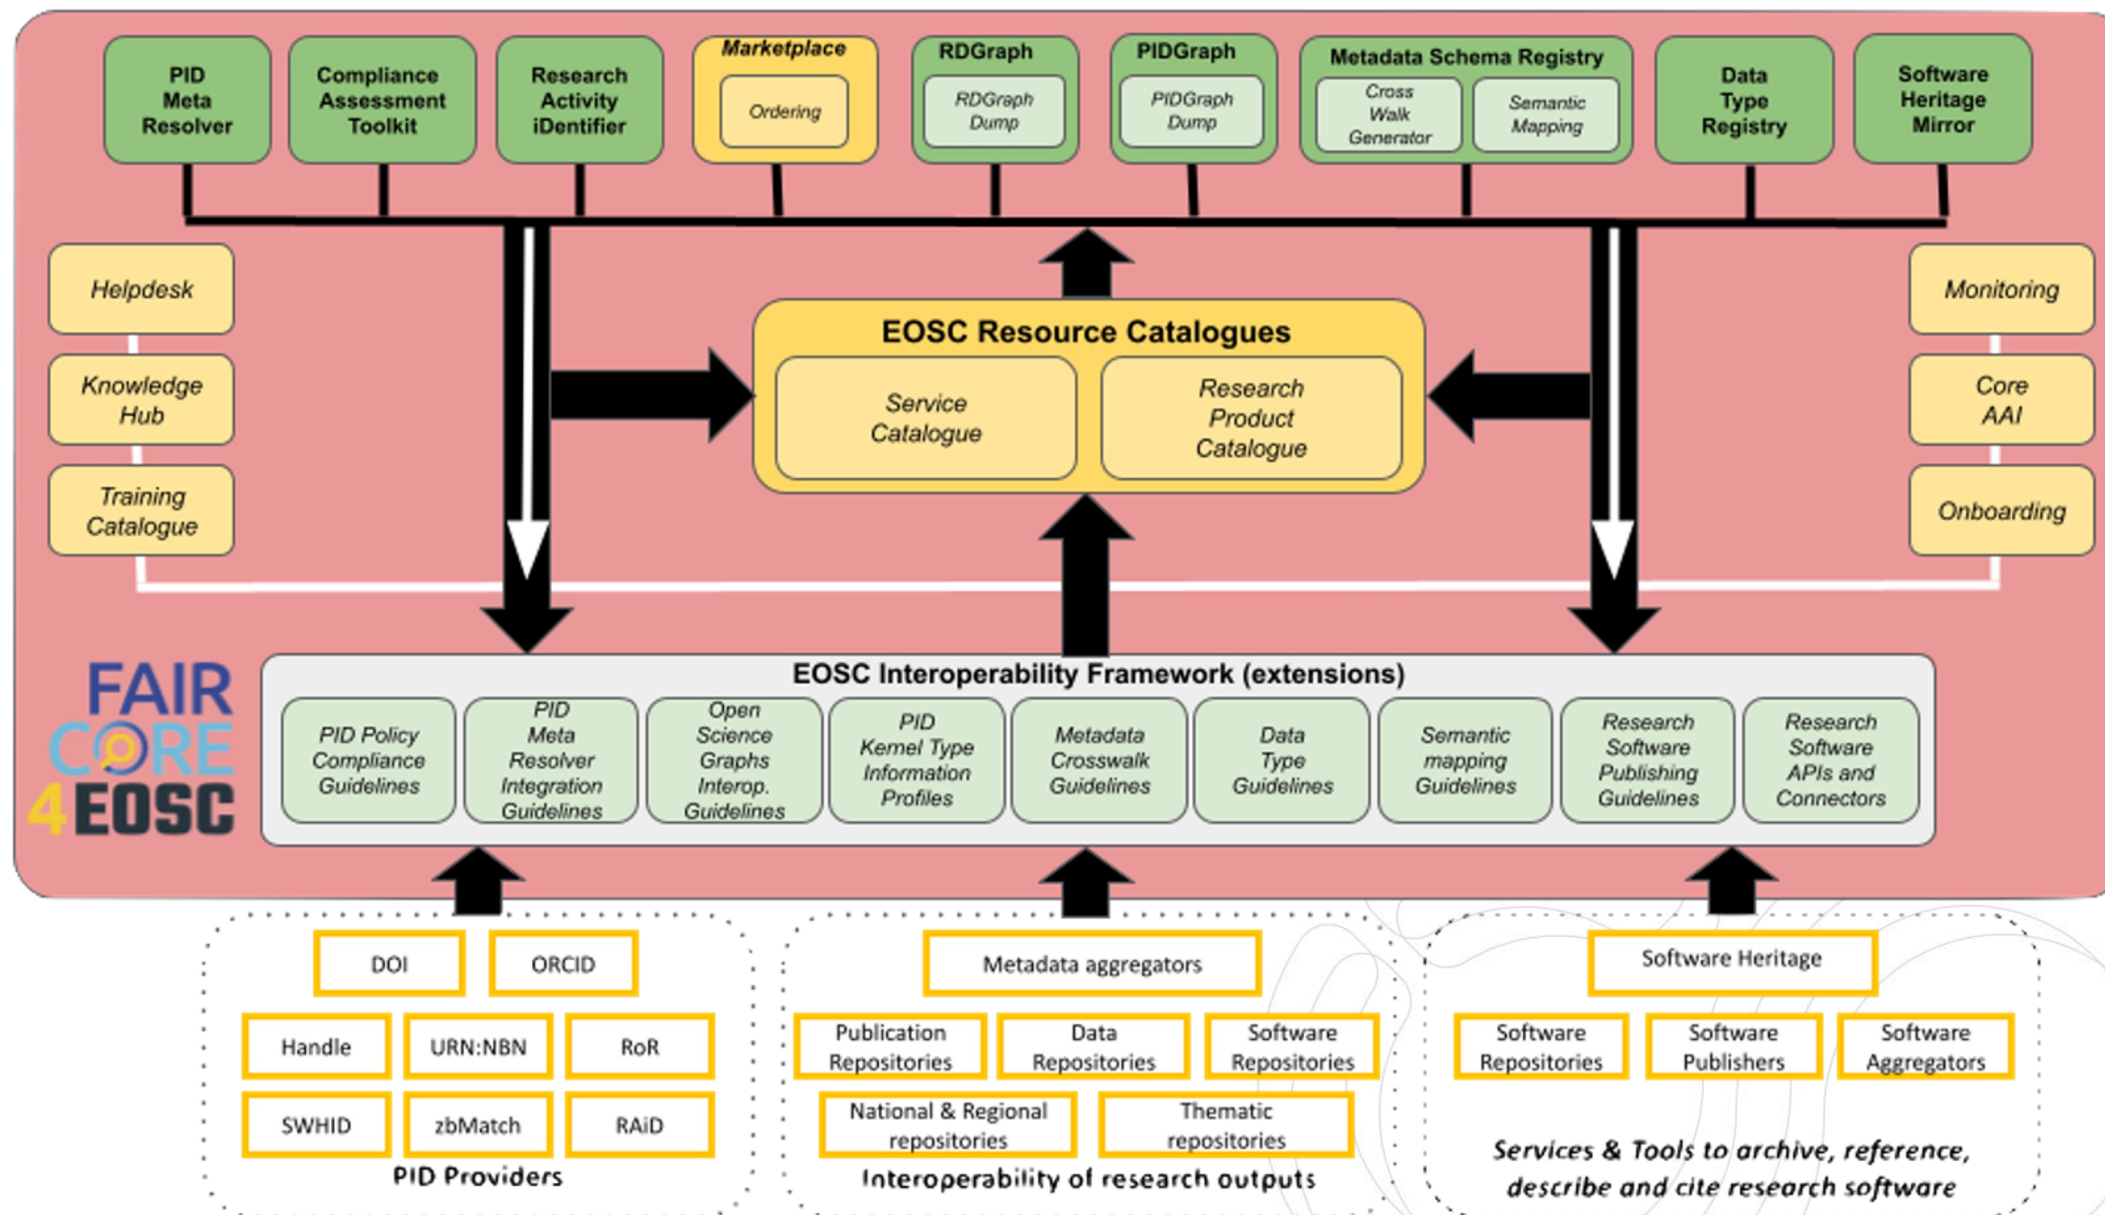 PID
Meta
Resolver
Compliance
Assessment
Toolkit
Research
Activity
iDentifier
Marketplace
Ordering
RDGraph
RDGraph
Dump
PIDGraph
PIDGraph
Dump
Metadata Schema Registry
Cross
Walk
Generator
Semantic
Mapping
Data
Type
Registry
Software
Heritage
Mirror
Helpdesk
Knowledge
Hub
Training
Catalogue
EOSC Resource Catalogues
Service
Catalogue
Research
Product
Catalogue
Monitoring
Core
AAI
Onboarding
FAIR
CORE
4EOSC
EOSC Interoperability Framework (extensions)
PID Policy
Compliance
Guidelines
PID
Meta
Resolver
Integration
Guidelines
Open
Science
Graphs
Interop.
Guidelines
PID
Kernel Type
Information
Profiles
Metadata
Crosswalk
Guidelines
Data
Type
Guidelines
Semantic
mapping
Guidelines
Research
Software
Publishing
Guidelines
Research
Software
APIs and
Connectors
DOI
ORCID
Handle
URN:NBN
RoR
SWHID
zbMatch
RAiD
PID Providers
Metadata aggregators
Publication
Repositories
Data
Repositories
Software
Repositories
National & Regional
repositories
Thematic
repositories
Interoperability of research outputs
Software Heritage
Software
Repositories
Software
Publishers
Software
Aggregators
Services & Tools to archive, reference,
describe and cite research software